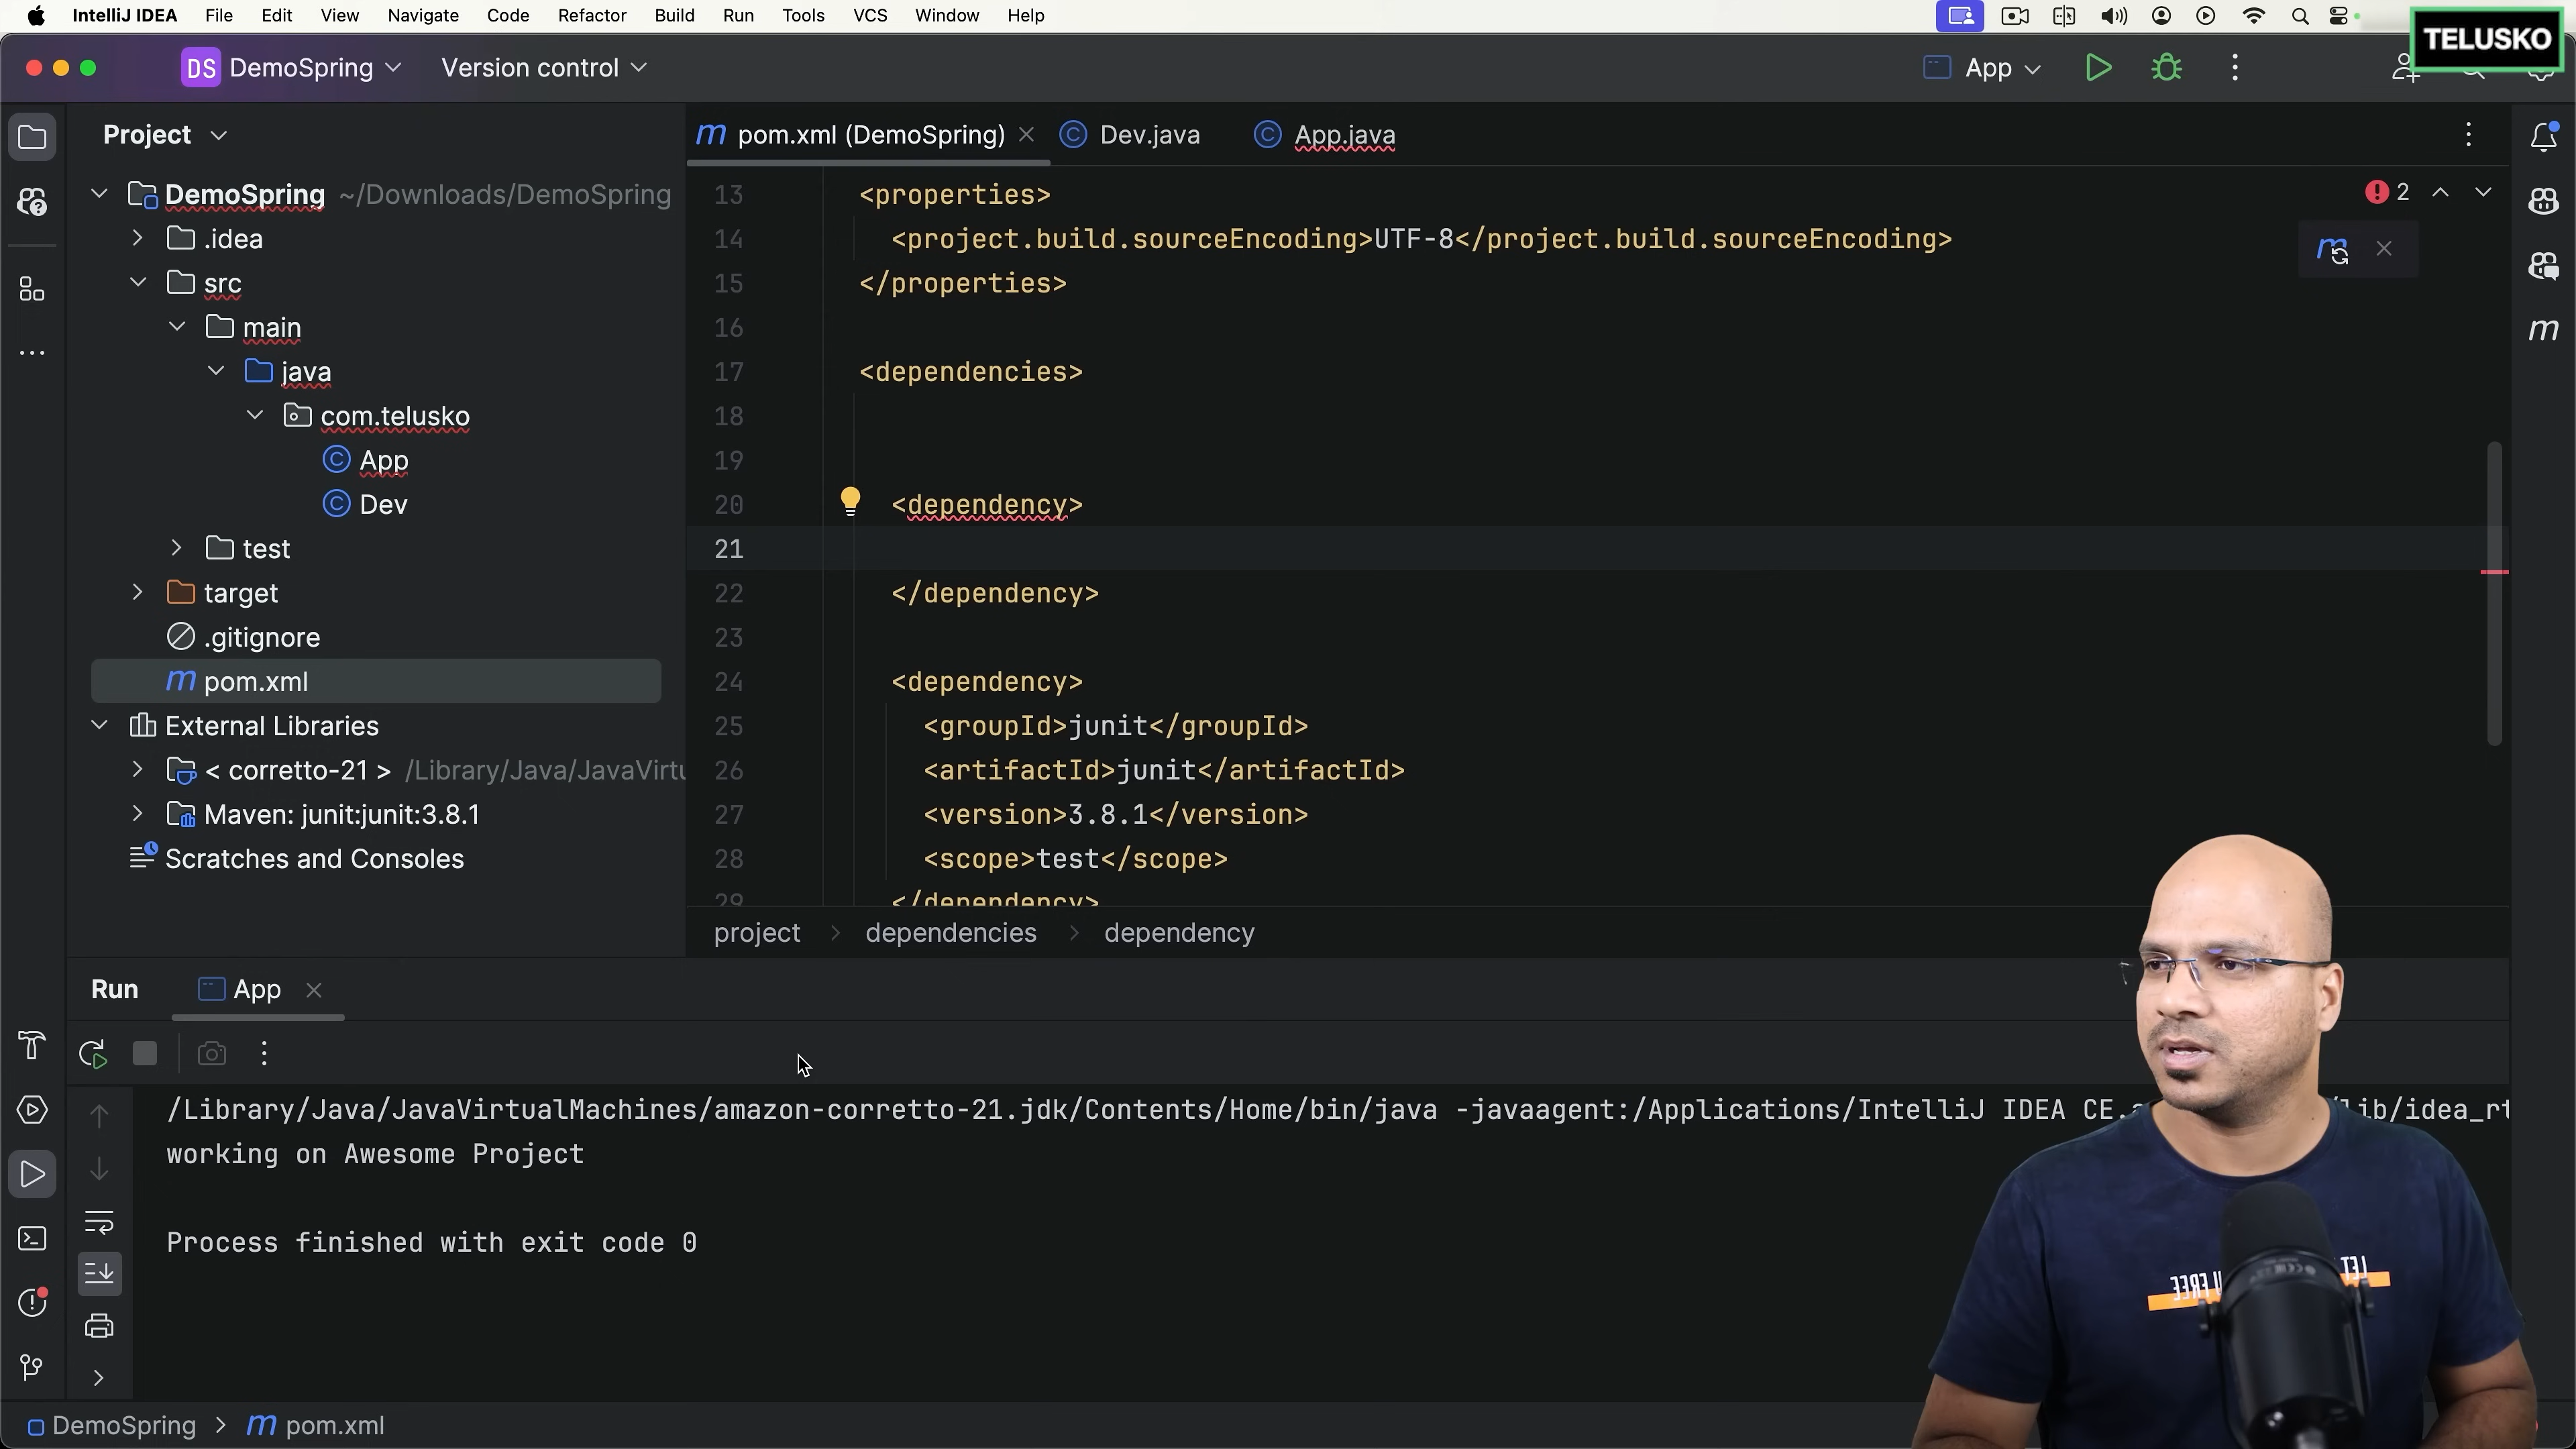 IntelliJ IDEA File Edit View Navigate Code Refactor Build Run Tools VCS Window Help
TELUSKO
DS DemoSpring Version control App
Project
pom.xml (DemoSpring) Dev.java App.java
DemoSpring ~/Downloads/DemoSpring
.idea
src
main
java
com.telusko
App
Dev
test
target
.gitignore
pom.xml
External Libraries
< corretto-21 > /Library/Java/JavaVirtu
Maven: junit:junit:3.8.1
Scratches and Consoles
2
13 <properties>
14 <project.build.sourceEncoding>UTF-8</project.build.sourceEncoding>
15 </properties>
16
17 <dependencies>
18
19
20 <dependency>
21
22 </dependency>
23
24 <dependency>
25 <groupId>junit</groupId>
26 <artifactId>junit</artifactId>
27 <version>3.8.1</version>
28 <scope>test</scope>
29 </dependency>
project > dependencies > dependency
Run App
/Library/Java/JavaVirtualMachines/amazon-corretto-21.jdk/Contents/Home/bin/java -javaagent:/Applications/IntelliJ IDEA CE. /lib/idea_rt
working on Awesome Project
Process finished with exit code 0
DemoSpring > pom.xml